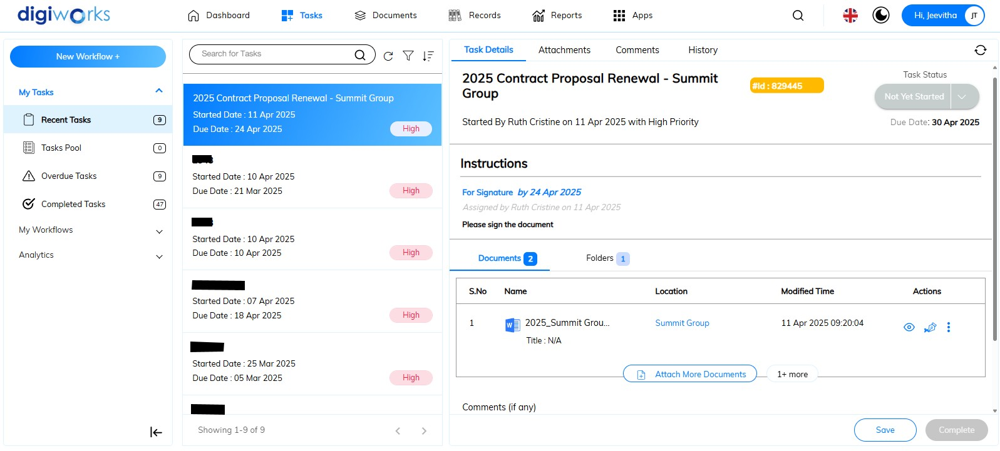 digiworks
Dashboard
Tasks
Documents
Records
Reports
Apps
Hi, Jeevitha
JT
New Workflow +
My Tasks
Recent Tasks
9
Tasks Pool
0
Overdue Tasks
9
Completed Tasks
47
My Workflows
Analytics
Search for Tasks
2025 Contract Proposal Renewal - Summit Group
Started Date : 11 Apr 2025
Due Date : 24 Apr 2025
High
Started Date : 10 Apr 2025
Due Date : 21 Mar 2025
High
Started Date : 10 Apr 2025
Due Date : 10 Apr 2025
High
Started Date : 07 Apr 2025
Due Date : 18 Apr 2025
High
Started Date : 25 Mar 2025
Due Date : 05 Mar 2025
High
Showing 1-9 of 9
Task Details
Attachments
Comments
History
2025 Contract Proposal Renewal - Summit
Group
#Id : 829445
Task Status
Not Yet Started
Started By Ruth Cristine on 11 Apr 2025 with High Priority
Due Date: 30 Apr 2025
Instructions
For Signature by 24 Apr 2025
Assigned by Ruth Cristine on 11 Apr 2025
Please sign the document
Documents 2
Folders 1
S.No Name Location Modified Time Actions
1 2025_Summit Grou... Summit Group 11 Apr 2025 09:20:04
W
Title : N/A
Attach More Documents
1+ more
Comments (if any)
Save
Complete